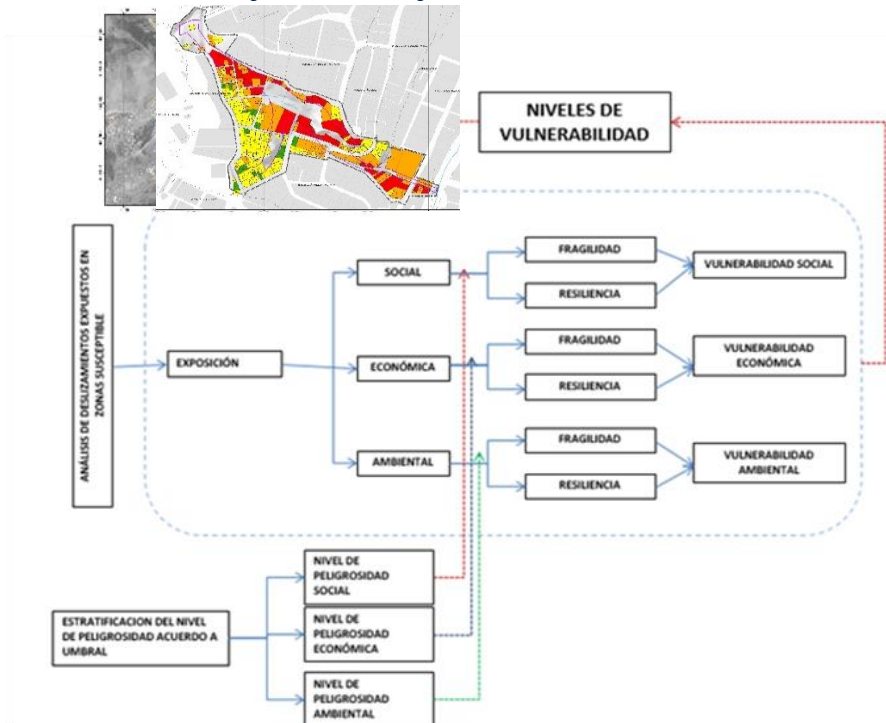 NIVELES DE
VULNERABILIDAD
ANÁLISIS DE DESLIZAMIENTOS EXPUESTOS EN
ZONAS SUSCEPTIBLE
EXPOSICIÓN
SOCIAL
ECONÓMICA
AMBIENTAL
FRAGILIDAD
RESILIENCIA
VULNERABILIDAD SOCIAL
FRAGILIDAD
RESILIENCIA
VULNERABILIDAD
ECONÓMICA
FRAGILIDAD
RESILIENCIA
VULNERABILIDAD
AMBIENTAL
ESTRATIFICACION DEL NIVEL
DE PELIGROSIDAD ACUERDO A
UMBRAL
NIVEL DE
PELIGROSIDAD
SOCIAL
NIVEL DE
PELIGROSIDAD
ECONÓMICA
NIVEL DE
PELIGROSIDAD
AMBIENTAL